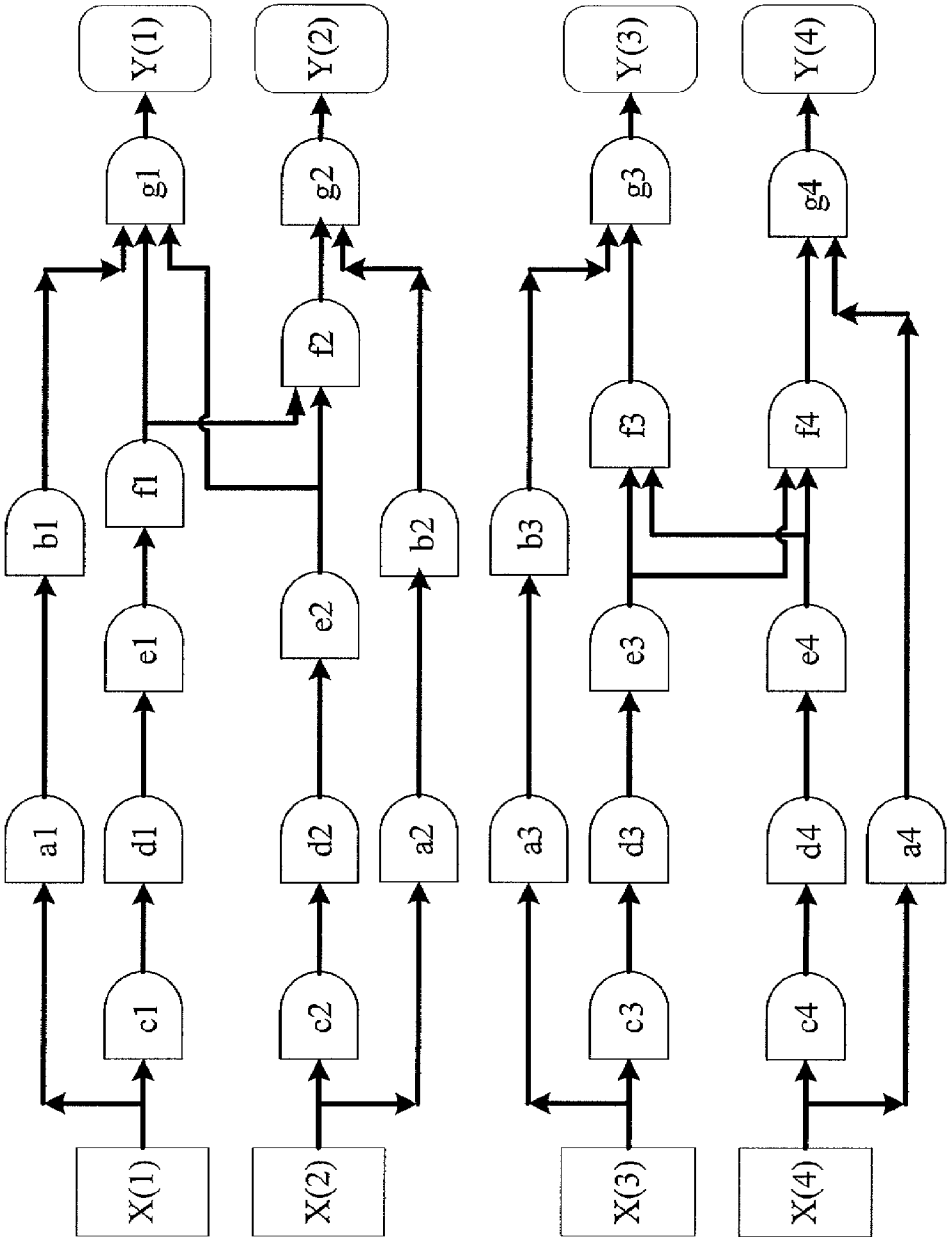 Y(1)
Y(2)
Y(3)
Y(4)
g1
g2
g3
g4
f2
b1
f1
b2
b3
f3
f4
e1
e2
e3
e4
a1
d1
d2
a2
a3
d3
d4
a4
c1
c2
c3
c4
X(1)
X(2)
X(3)
X(4)